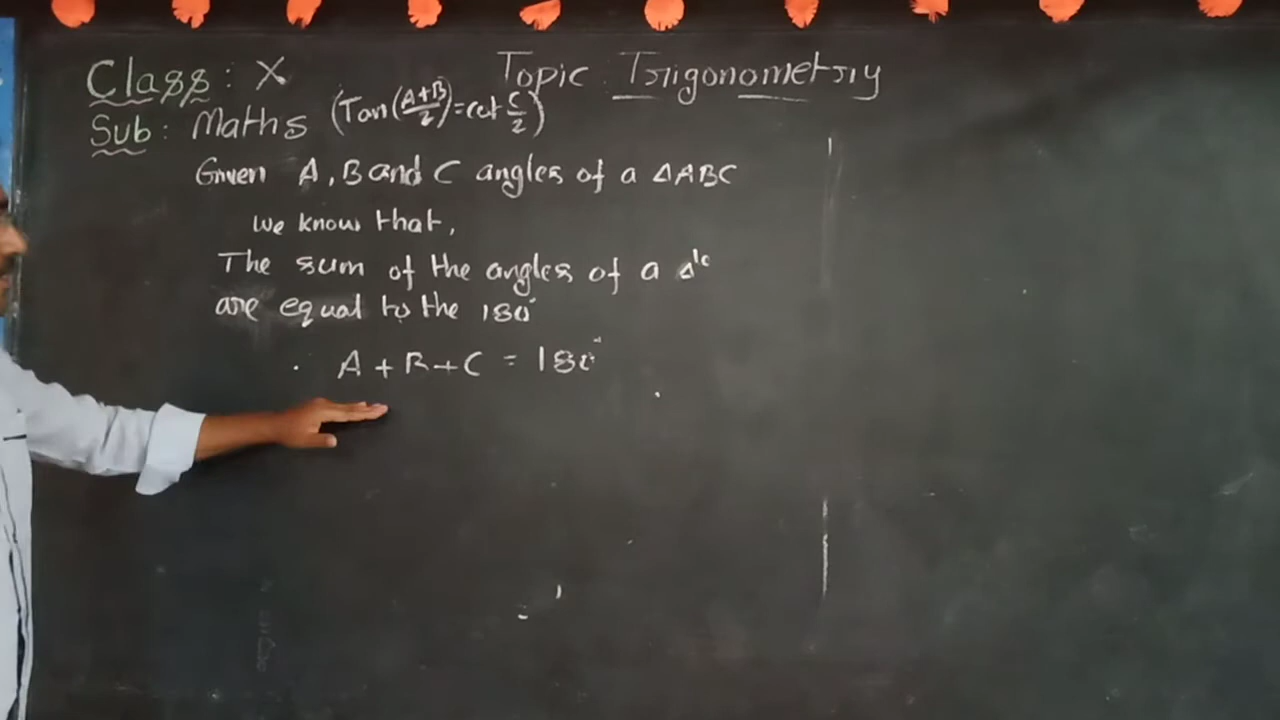 Class: X
Topic: Trigonometry
Sub: Maths (Tan(A+B/2)=cot C/2)
Given A, B and C angles of a ΔABC
we know that,
The sum of the angles of a Δle
are equal to the 180°
∴ A + B + C = 180°